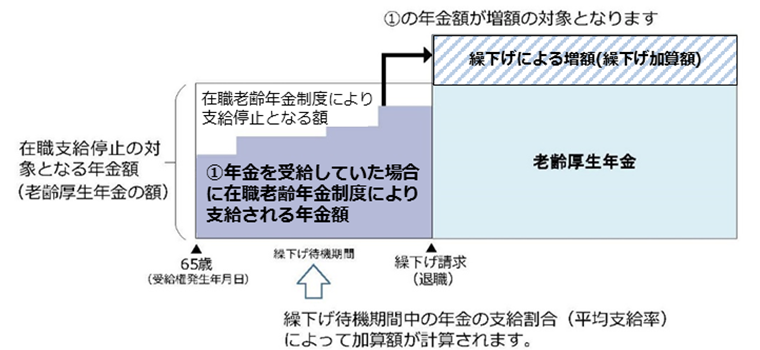 ①の年金額が増額の対象となります
繰下げによる増額(繰下げ加算額)
在職老齢年金制度により
支給停止となる額
在職支給停止の対
象となる年金額
（老齢厚生年金の額）
①年金を受給していた場合
に在職老齢年金制度により
支給される年金額
老齢厚生年金
65歳
（受給権発生年月日）
繰下げ待機期間
繰下げ請求
（退職）
繰下げ待機期間中の年金の支給割合（平均支給率）
によって加算額が計算されます。